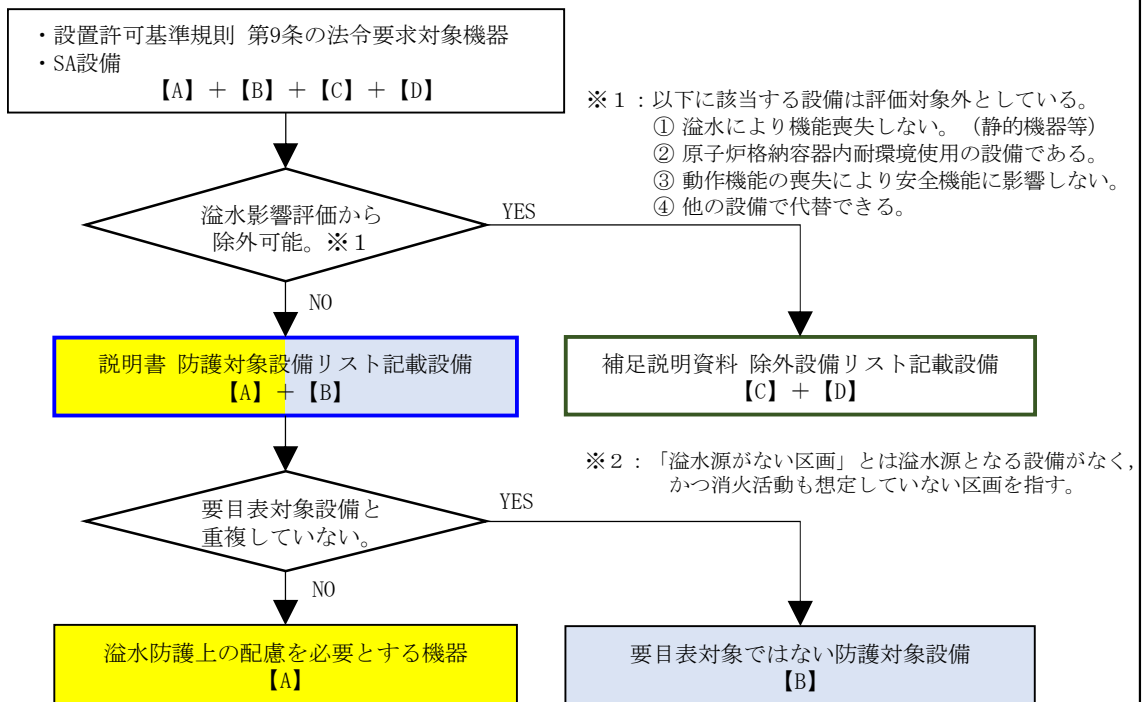 ・設置許可基準規則 第9条の法令要求対象機器
・SA設備
【A】＋【B】＋【C】＋【D】
※１：以下に該当する設備は評価対象外としている。
① 溢水により機能喪失しない。（静的機器等）
② 原子炉格納容器内耐環境使用の設備である。
③ 動作機能の喪失により安全機能に影響しない。
④ 他の設備で代替できる。
溢水影響評価から
除外可能。※１
YES
NO
説明書 防護対象設備リスト記載設備
【A】＋【B】
補足説明資料 除外設備リスト記載設備
【C】＋【D】
※２：「溢水源がない区画」とは溢水源となる設備がなく，
かつ消火活動も想定していない区画を指す。
要目表対象設備と
重複していない。
YES
NO
溢水防護上の配慮を必要とする機器
【A】
要目表対象ではない防護対象設備
【B】